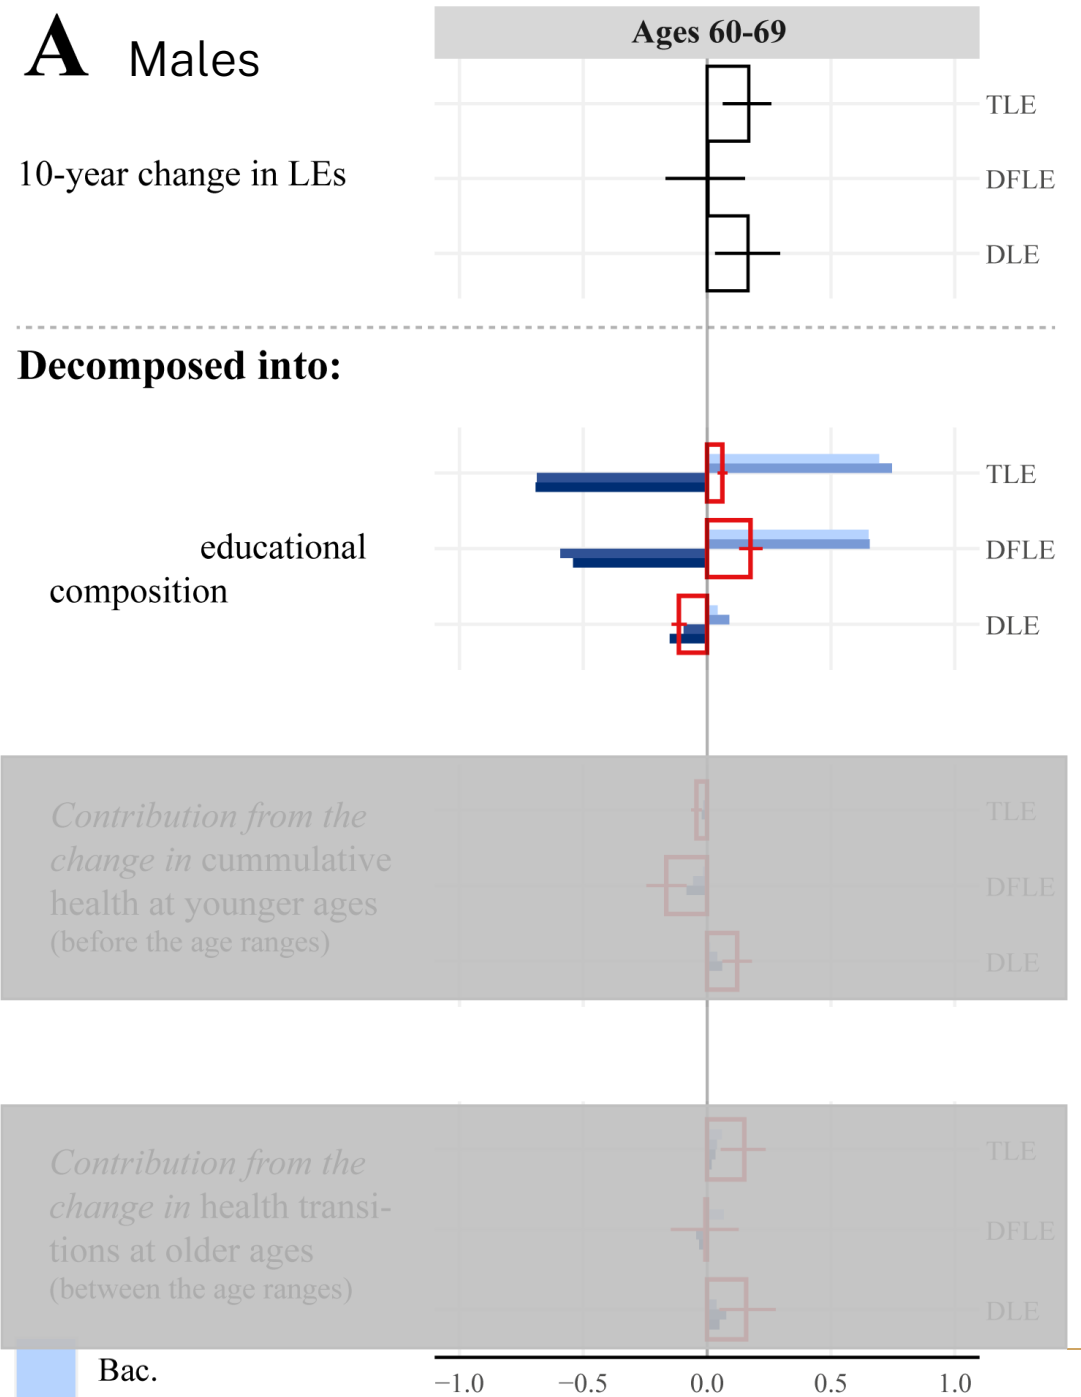 A Males
Ages 60-69
TLE
10-year change in LEs
DFLE
DLE
Decomposed into:
TLE
educational
DFLE
composition
DLE
Contribution from the
TLE
change in cummulative
DFLE
health at younger ages
(before the age ranges)
DLE
Contribution from the
TLE
change in health transi-
DFLE
tions at older ages
(between the age ranges)
DLE
Bac.
−1.0 −0.5 0.0 0.5 1.0